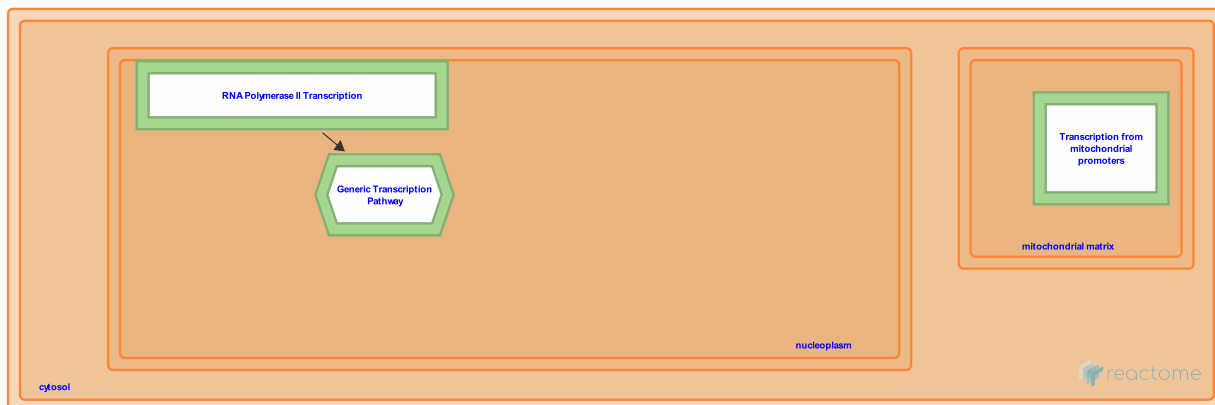 RNA Polymerase II Transcription
Generic Transcription
Pathway
Transcription from
mitochondrial
promoters
mitochondrial matrix
nucleoplasm
cytosol
reactome